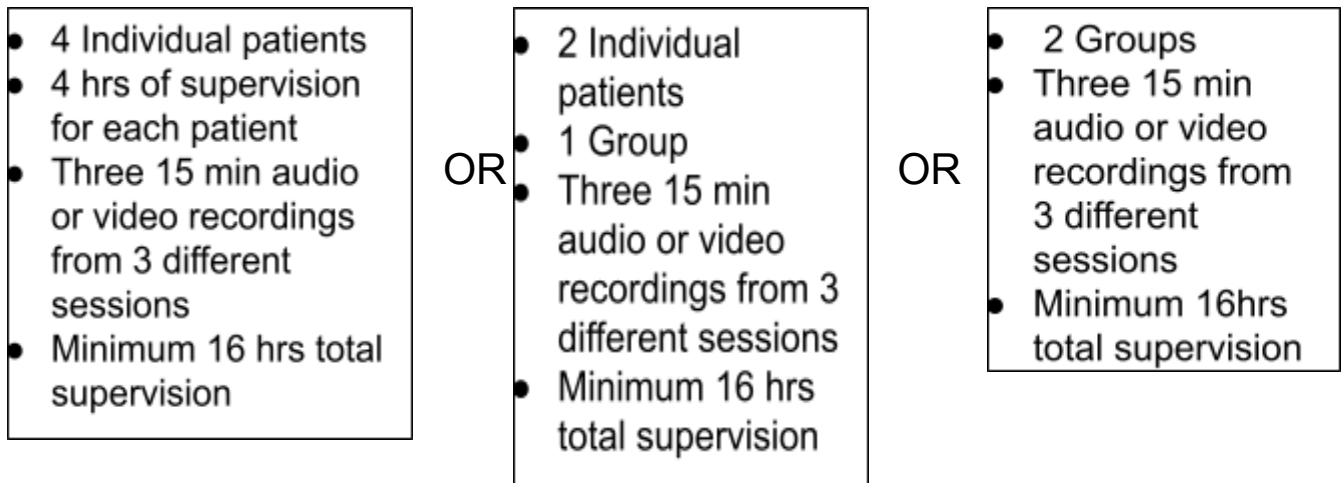 • 4 Individual patients
• 4 hrs of supervision
for each patient
• Three 15 min audio
or video recordings
from 3 different
sessions
• Minimum 16 hrs total
supervision
OR
• 2 Individual
patients
• 1 Group
• Three 15 min
audio or video
recordings from 3
different sessions
• Minimum 16 hrs
total supervision
OR
• 2 Groups
• Three 15 min
audio or video
recordings from
3 different
sessions
• Minimum 16hrs
total supervision